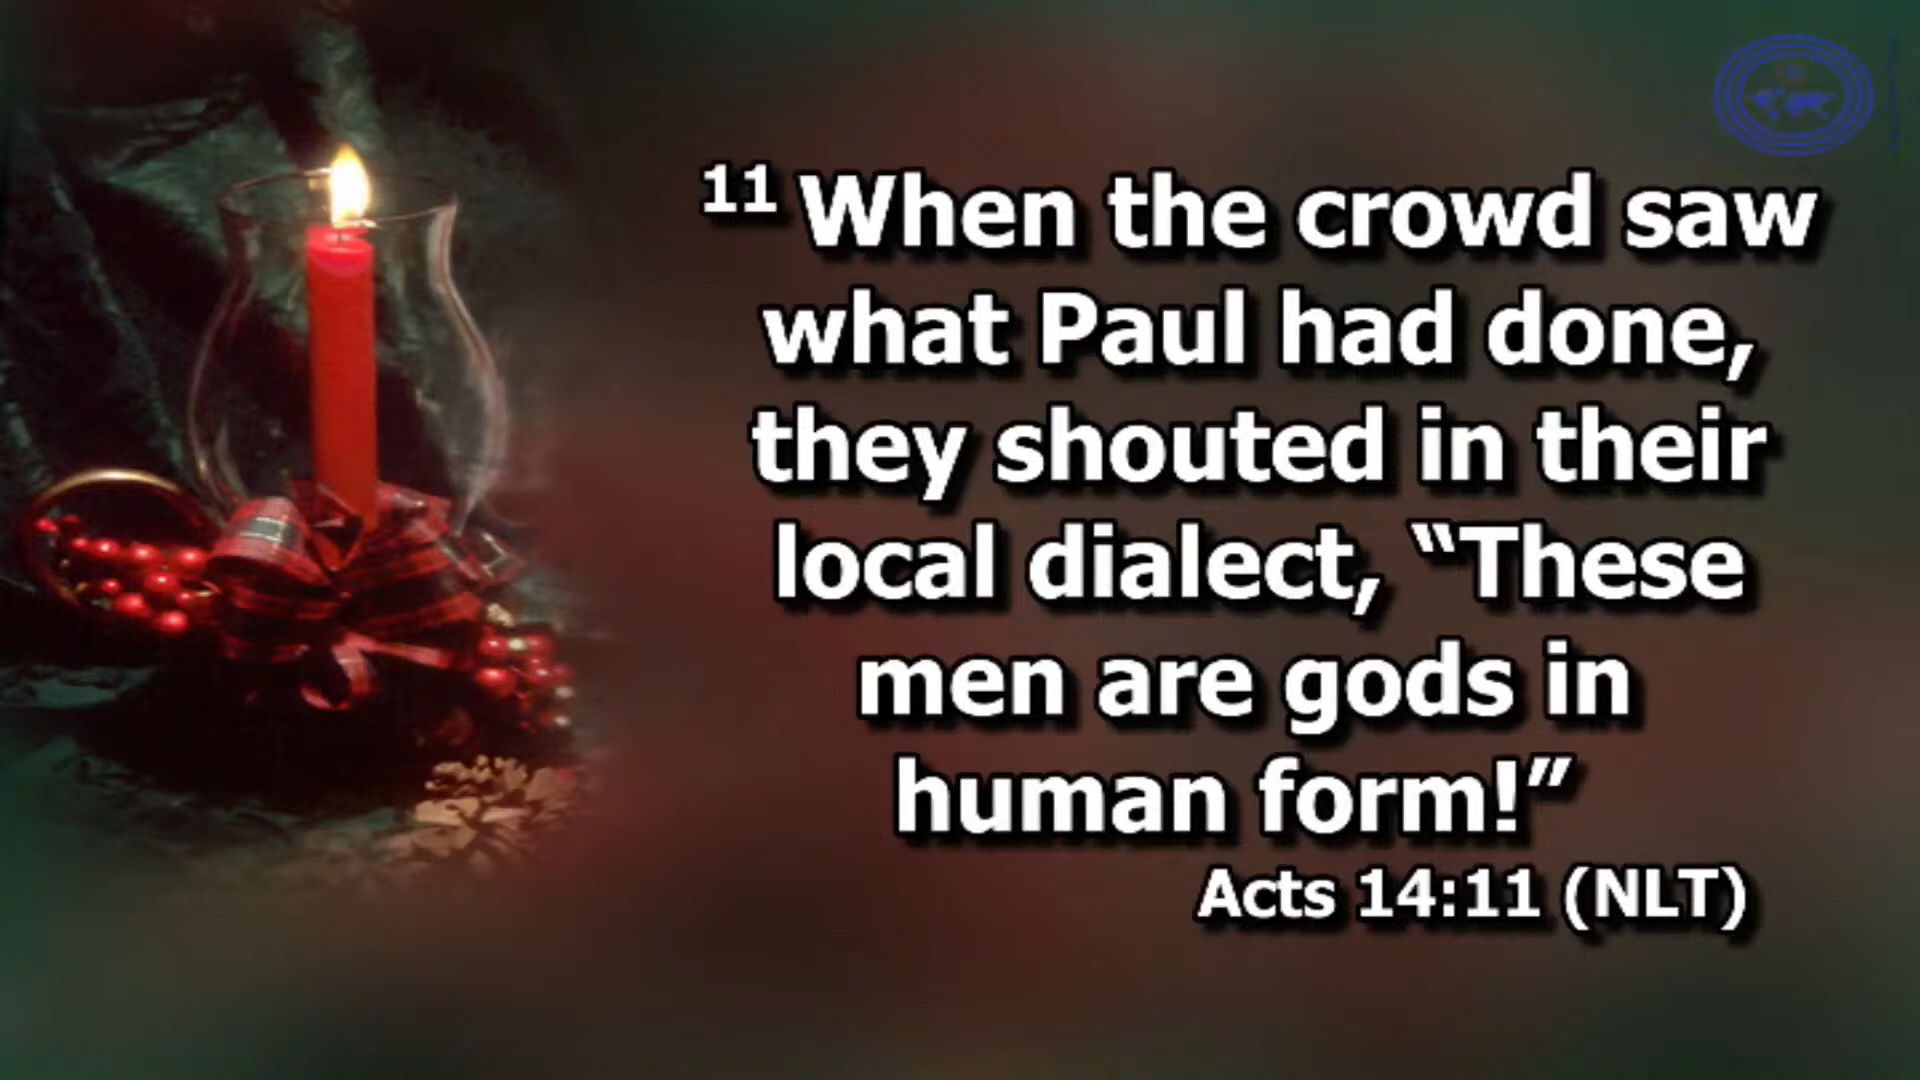 11 When the crowd saw
what Paul had done,
they shouted in their
local dialect, “These
men are gods in
human form!”
Acts 14:11 (NLT)